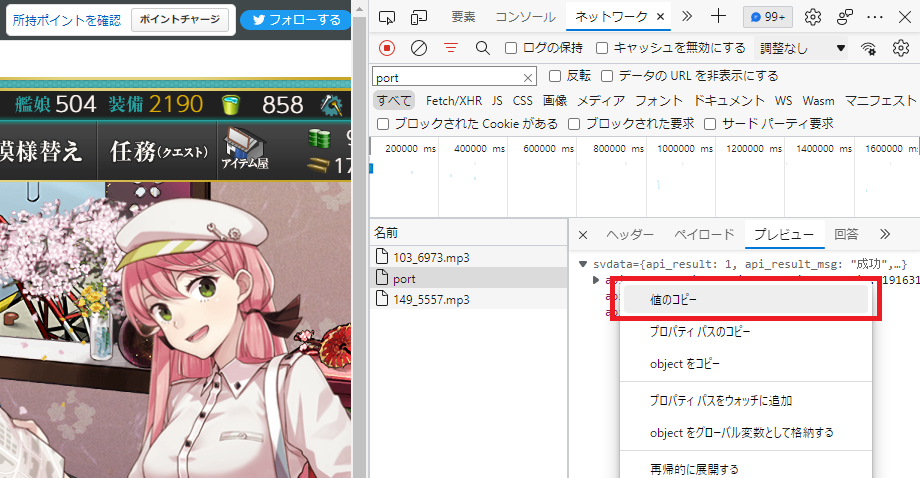 所持ポイントを確認 ポイントチャージ フォローする
要素 コンソール ネットワーク × 99+
ログの保持 キャッシュを無効にする 調整なし
port 反転 データの URL を非表示にする
すべて Fetch/XHR JS CSS 画像 メディア フォント ドキュメント WS Wasm マニフェスト
ブロックされた Cookie がある ブロックされた要求 サード パーティ要求
200000 ms 400000 ms 600000 ms 800000 ms 1000000 ms 1200000 ms 1400000 ms 1600000 ms
艦娘 504 装備 2190 858
模様替え 任務(クエスト) アイテム屋
17
名前
103_6973.mp3
port
149_5557.mp3
× ヘッダー ペイロード プレビュー 回答
svdata={api_result: 1, api_result_msg: "成功",…}
191631
値のコピー
プロパティ パスのコピー
object をコピー
プロパティ パスをウォッチに追加
object をグローバル変数として格納する
再帰的に展開する